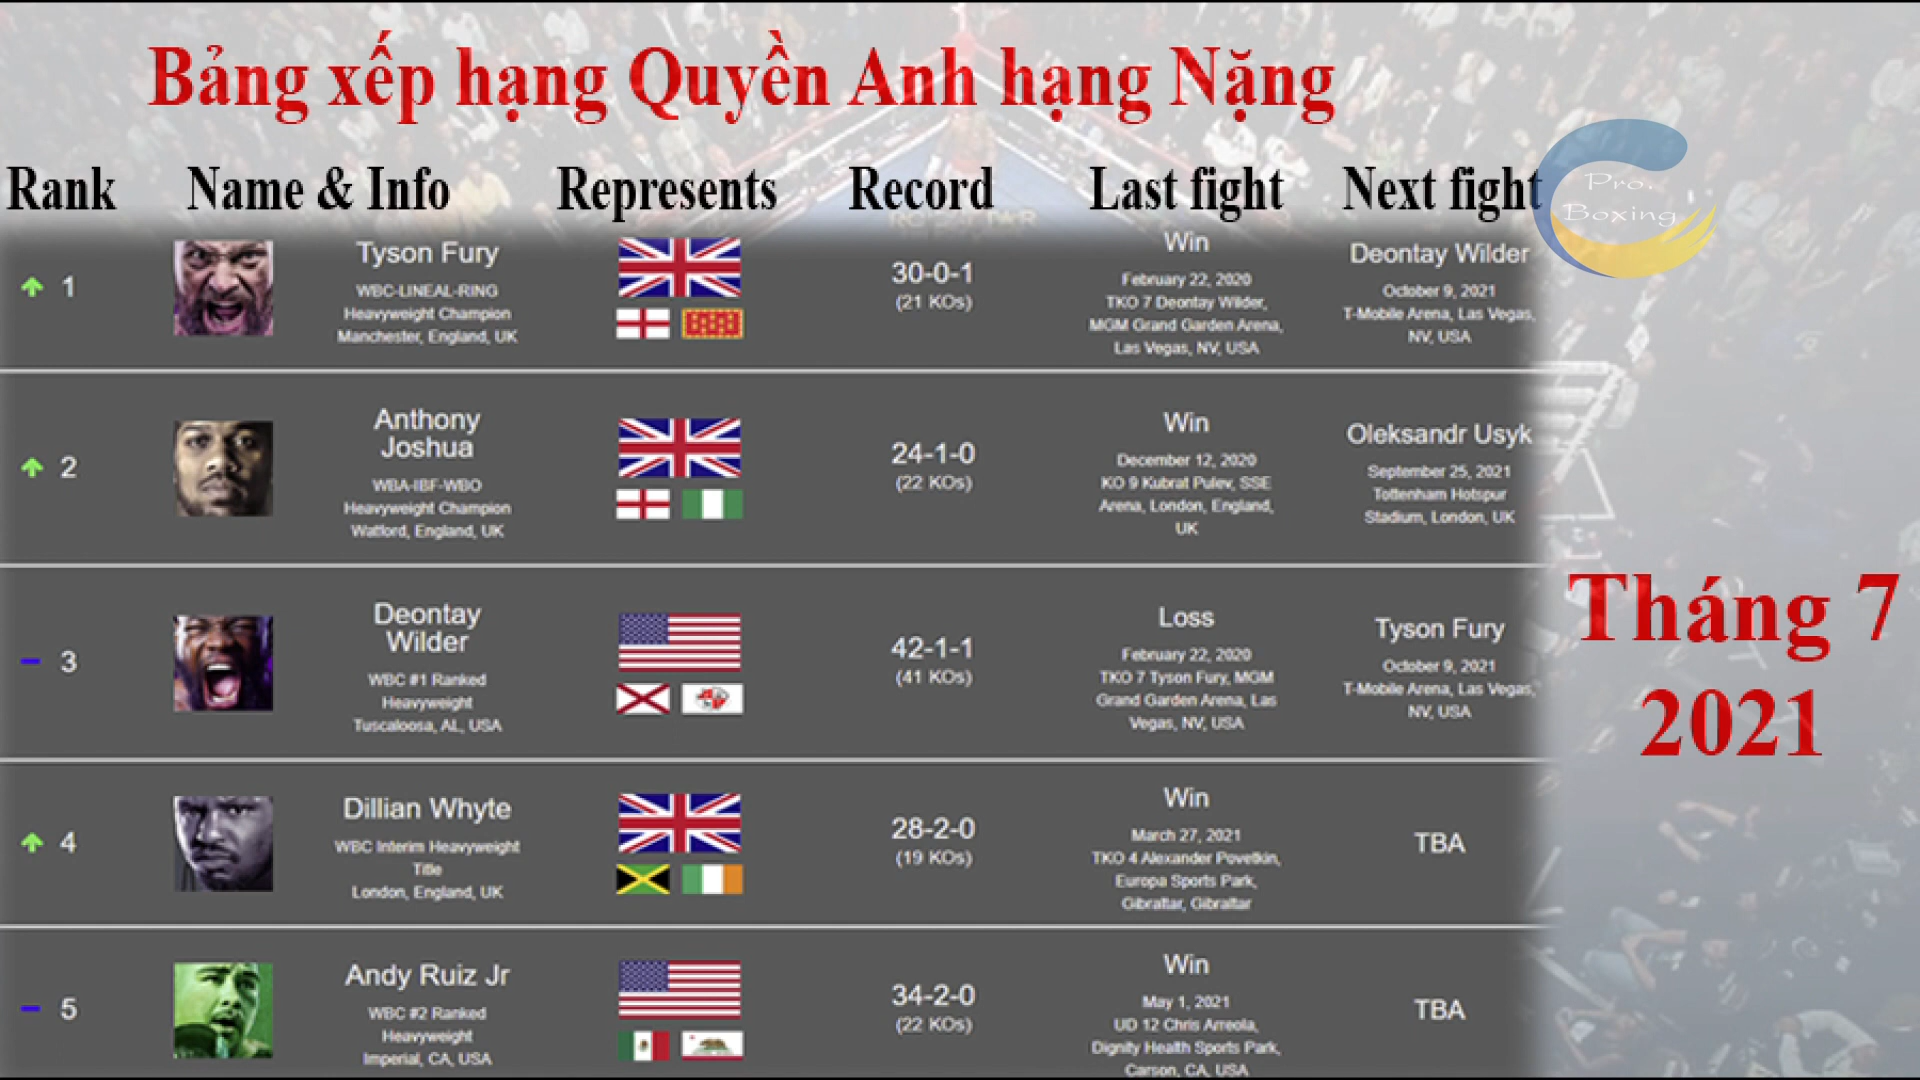 Bảng xếp hạng Quyền Anh hạng Nặng
Pro.
Boxing
Rank Name & Info Represents Record Last fight Next fight
1
Tyson Fury
WBC-LINEAL-RING
Heavyweight Champion
Manchester, England, UK
30-0-1
(21 KOs)
Win
February 22, 2020
TKO 7 Deontay Wilder,
MGM Grand Garden Arena,
Las Vegas, NV, USA
Deontay Wilder
October 9, 2021
T-Mobile Arena, Las Vegas,
NV, USA
2
Anthony
Joshua
WBA-IBF-WBO
Heavyweight Champion
Watford, England, UK
24-1-0
(22 KOs)
Win
December 12, 2020
KO 9 Kubrat Pulev, SSE
Arena, London, England,
UK
Oleksandr Usyk
September 25, 2021
Tottenham Hotspur
Stadium, London, UK
3
Deontay
Wilder
WBC #1 Ranked
Heavyweight
Tuscaloosa, AL, USA
42-1-1
(41 KOs)
Loss
February 22, 2020
TKO 7 Tyson Fury, MGM
Grand Garden Arena, Las
Vegas, NV, USA
Tyson Fury
October 9, 2021
T-Mobile Arena, Las Vegas,
NV, USA
Tháng 7
2021
4
Dillian Whyte
WBC Interim Heavyweight
Title
London, England, UK
28-2-0
(19 KOs)
Win
March 27, 2021
TKO 4 Alexander Povetkin,
Europa Sports Park,
Gibraltar, Gibraltar
TBA
5
Andy Ruiz Jr
WBC #2 Ranked
Heavyweight
Imperial, CA, USA
34-2-0
(22 KOs)
Win
May 1, 2021
UD 12 Chris Arreola,
Dignity Health Sports Park,
Carson, CA, USA
TBA